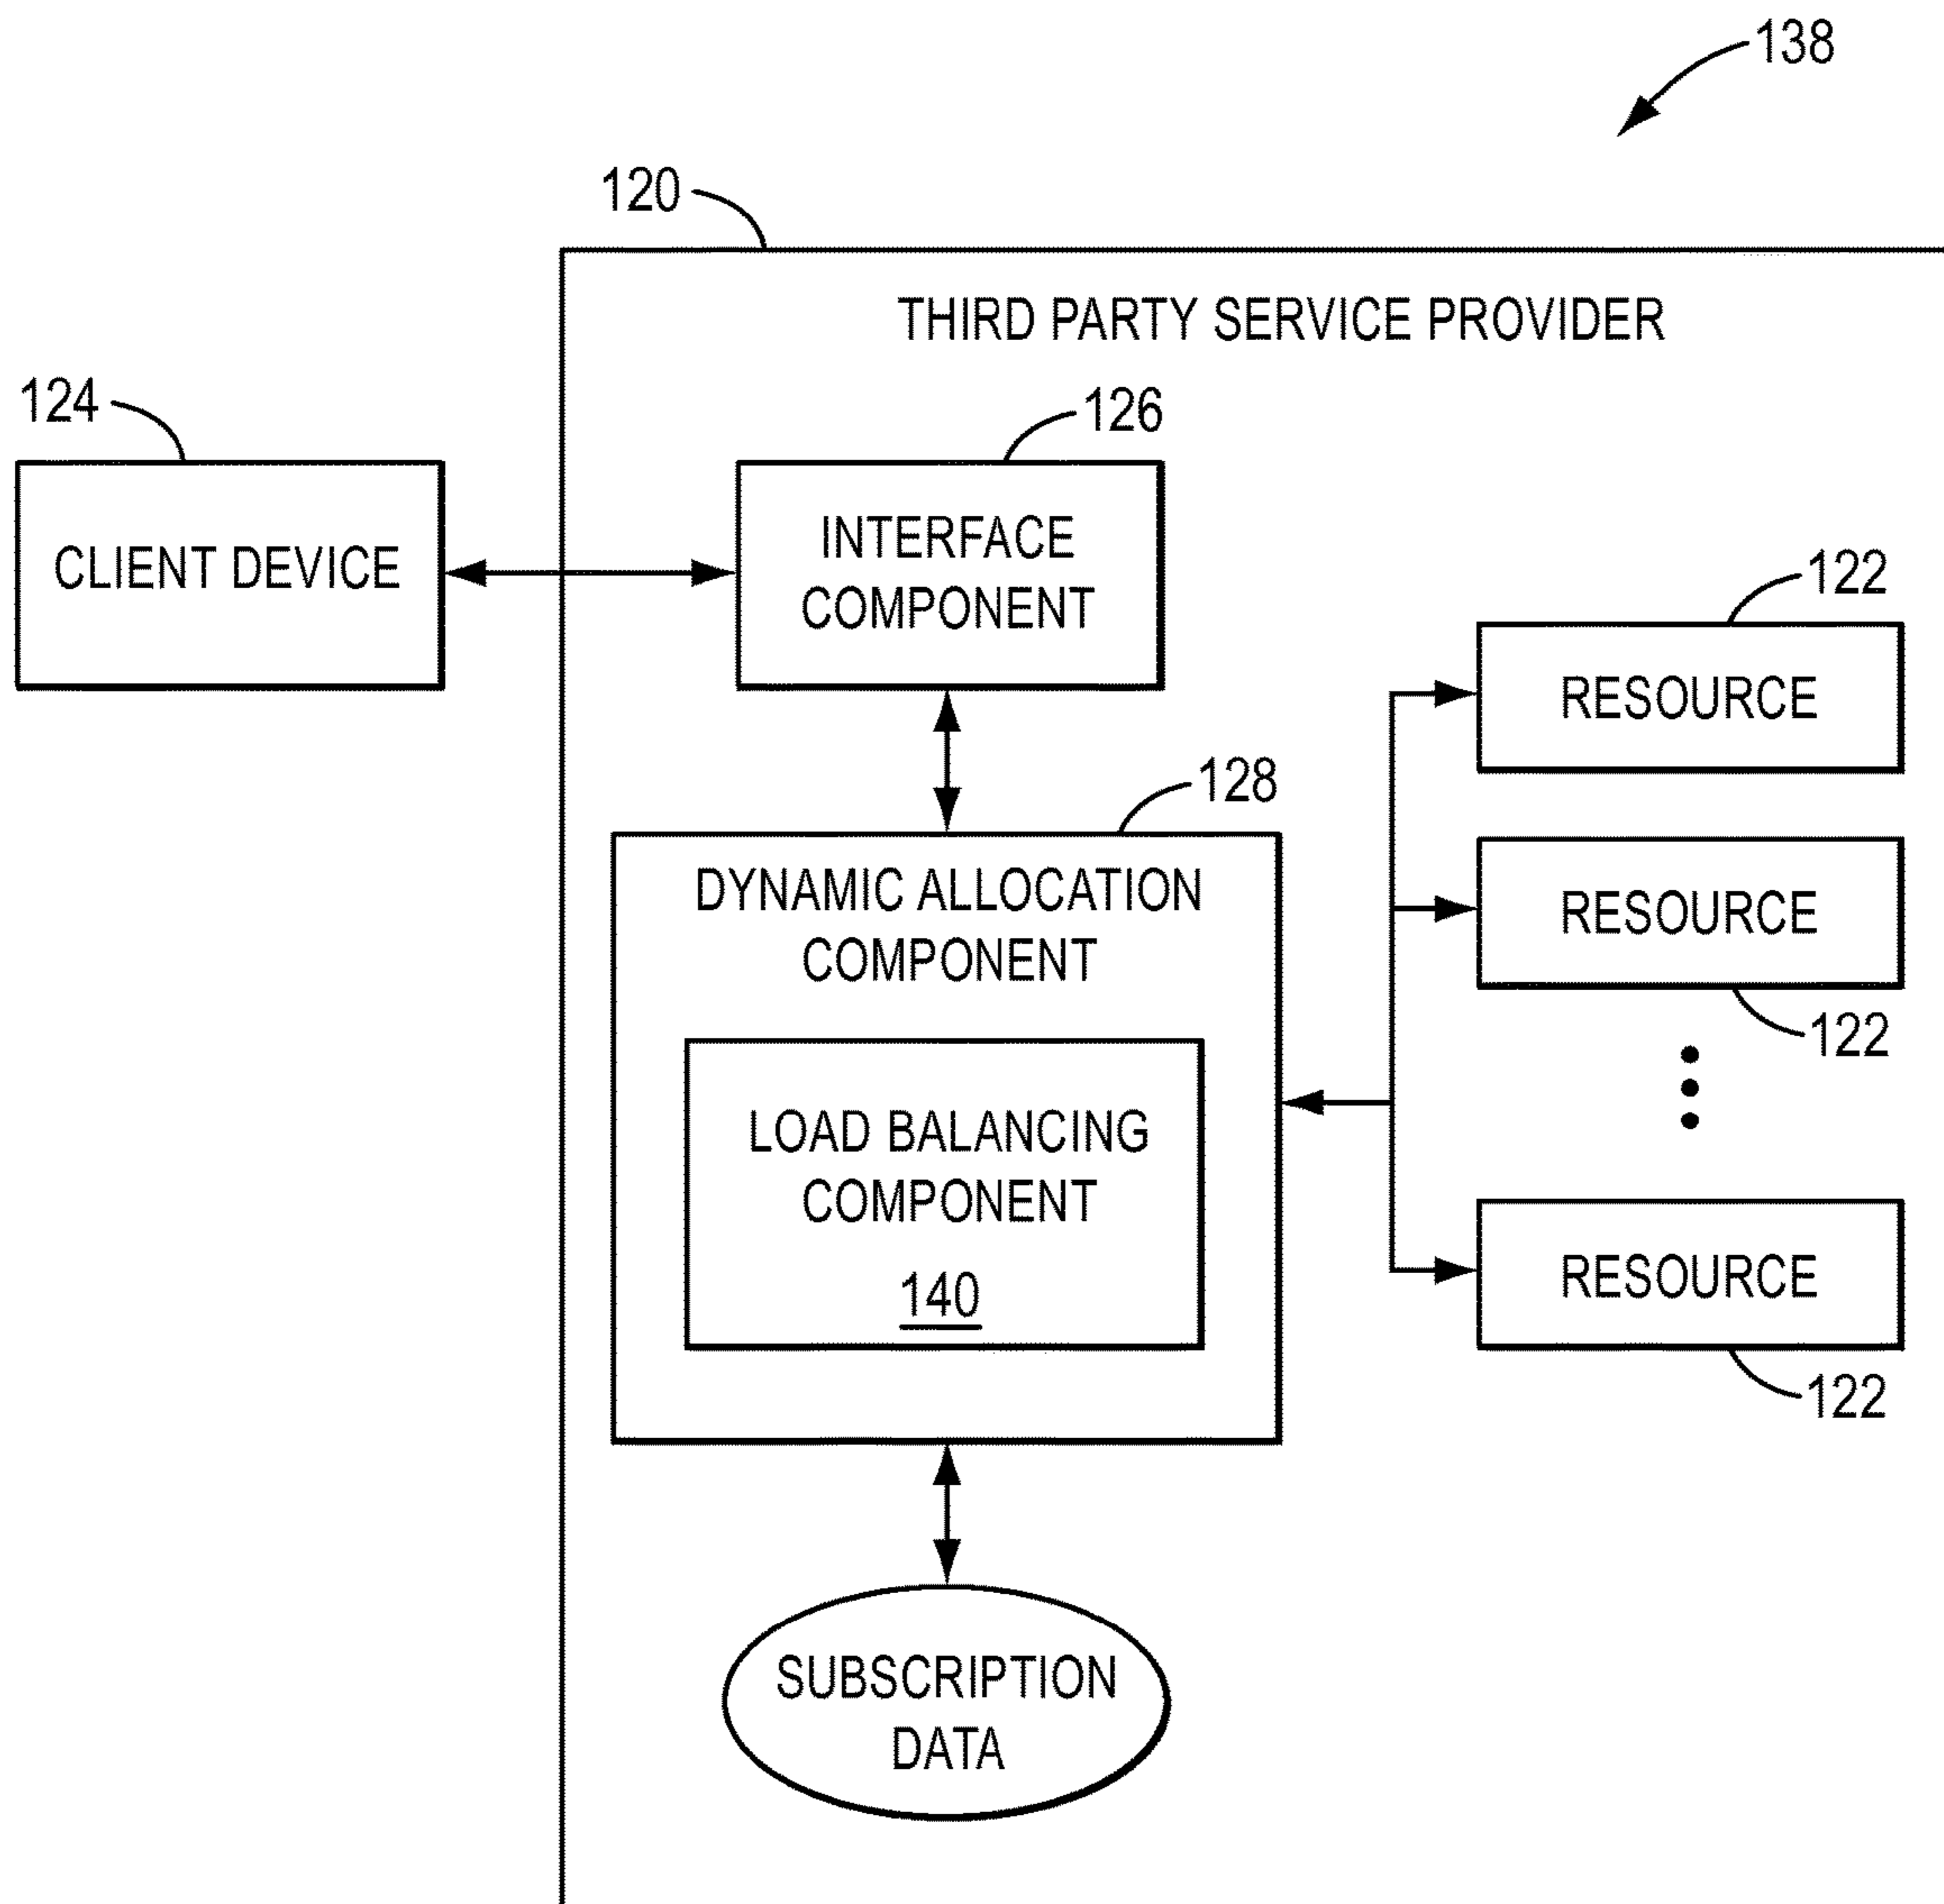 138
120
THIRD PARTY SERVICE PROVIDER
124
126
CLIENT DEVICE
INTERFACE
COMPONENT
122
RESOURCE
128
DYNAMIC ALLOCATION
COMPONENT
RESOURCE
122
LOAD BALANCING
COMPONENT
140
RESOURCE
122
SUBSCRIPTION
DATA